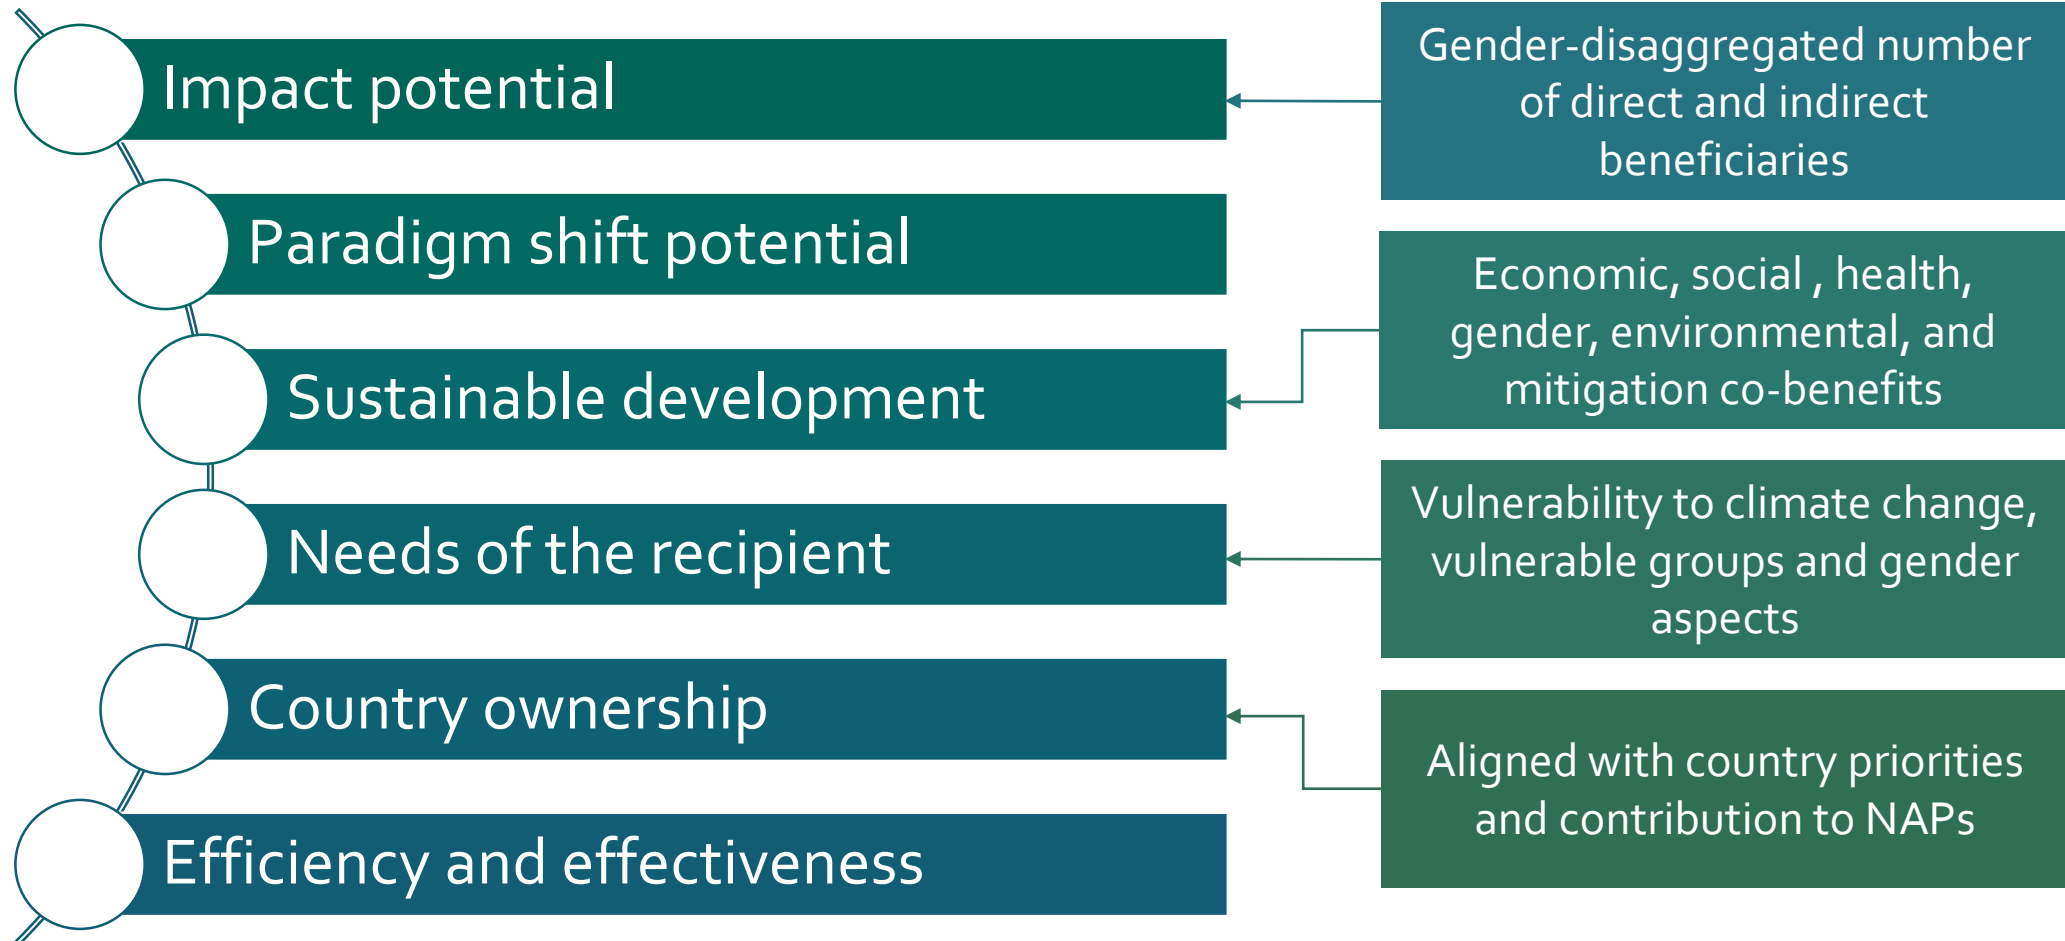 Impact potential
Paradigm shift potential
Sustainable development
Needs of the recipient
Country ownership
Efficiency and effectiveness
Gender-disaggregated number
of direct and indirect
beneficiaries
Economic, social , health,
gender, environmental, and
mitigation co-benefits
Vulnerability to climate change,
vulnerable groups and gender
aspects
Aligned with country priorities
and contribution to NAPs